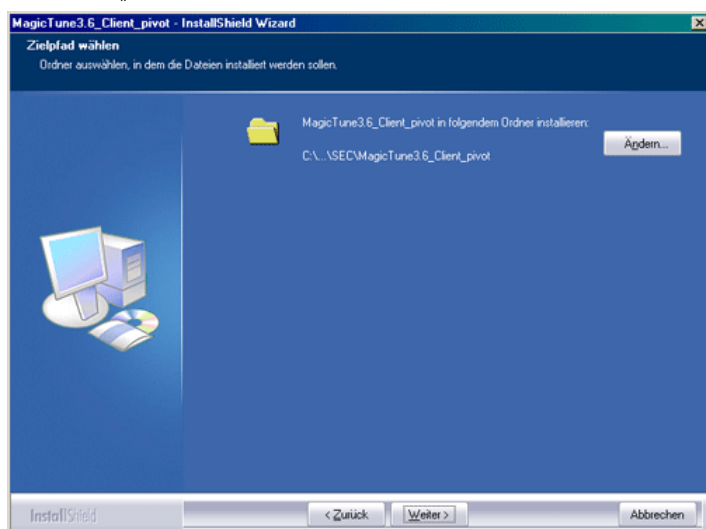 MagicTune3.6_Client_pivot - InstallShield Wizard
Zielpfad wählen
Ordner auswählen, in dem die Dateien installiert werden sollen.
MagicTune3.6_Client_pivot in folgendem Ordner installieren:
Ändern...
C:\...\SEC\MagicTune3.6_Client_pivot
InstallShield
< Zurück
Weiter >
Abbrechen